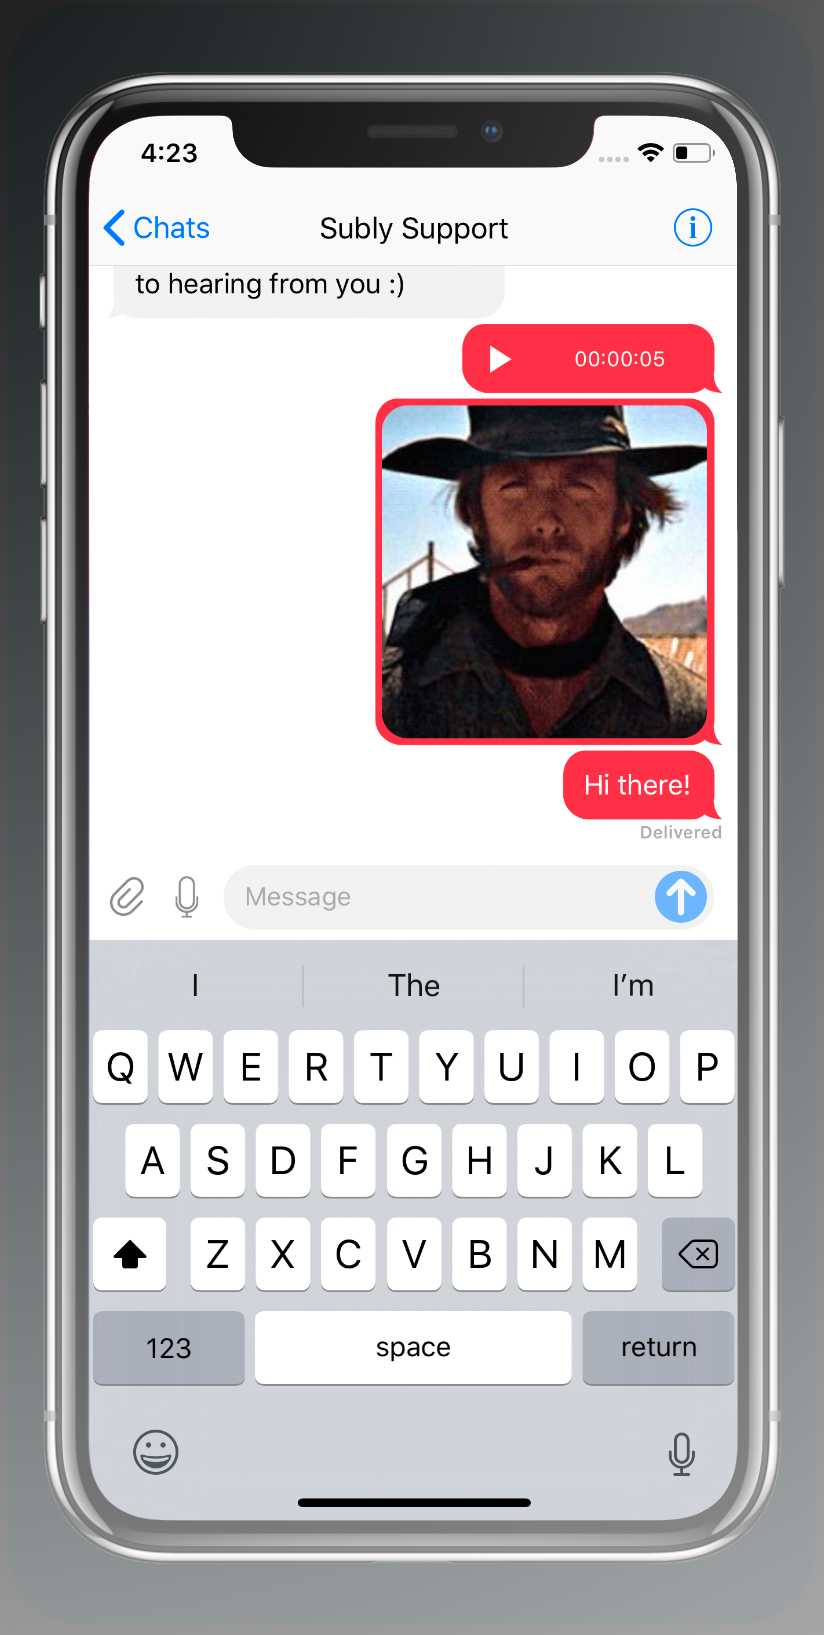 4:23
Chats
Subly Support
i
to hearing from you :)
00:00:05
Hi there!
Delivered
Message
I The I’m
Q W E R T Y U I O P
A S D F G H J K L
Z X C V B N M
123 space return